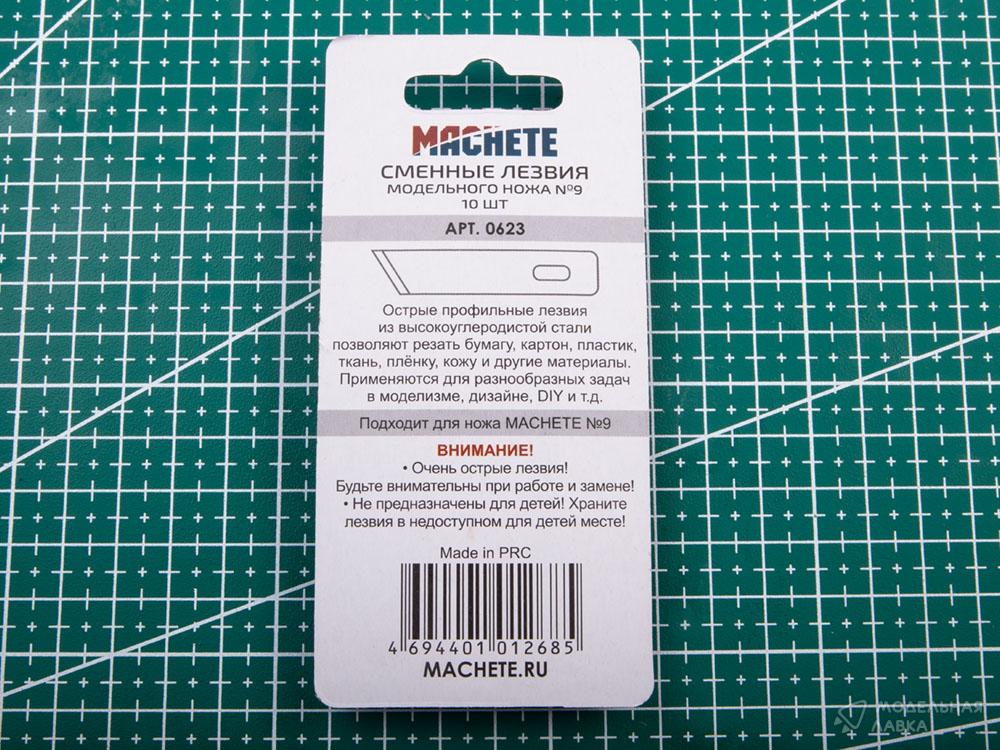 MACHETE
СМЕННЫЕ ЛЕЗВИЯ
МОДЕЛЬНОГО НОЖА №9
10 ШТ
АРТ. 0623
Острые профильные лезвия
из высокоуглеродистой стали
позволяют резать бумагу, картон, пластик,
ткань, плёнку, кожу и другие материалы.
Применяются для разнообразных задач
в моделизме, дизайне, DIY и т.д.
Подходит для ножа MACHETE №9
ВНИМАНИЕ!
• Очень острые лезвия!
Будьте внимательны при работе и замене!
• Не предназначены для детей! Храните
лезвия в недоступном для детей месте!
Made in PRC
4 694401 012685
MACHETE.RU
МОДЕЛЬНАЯ
ЛАВКА